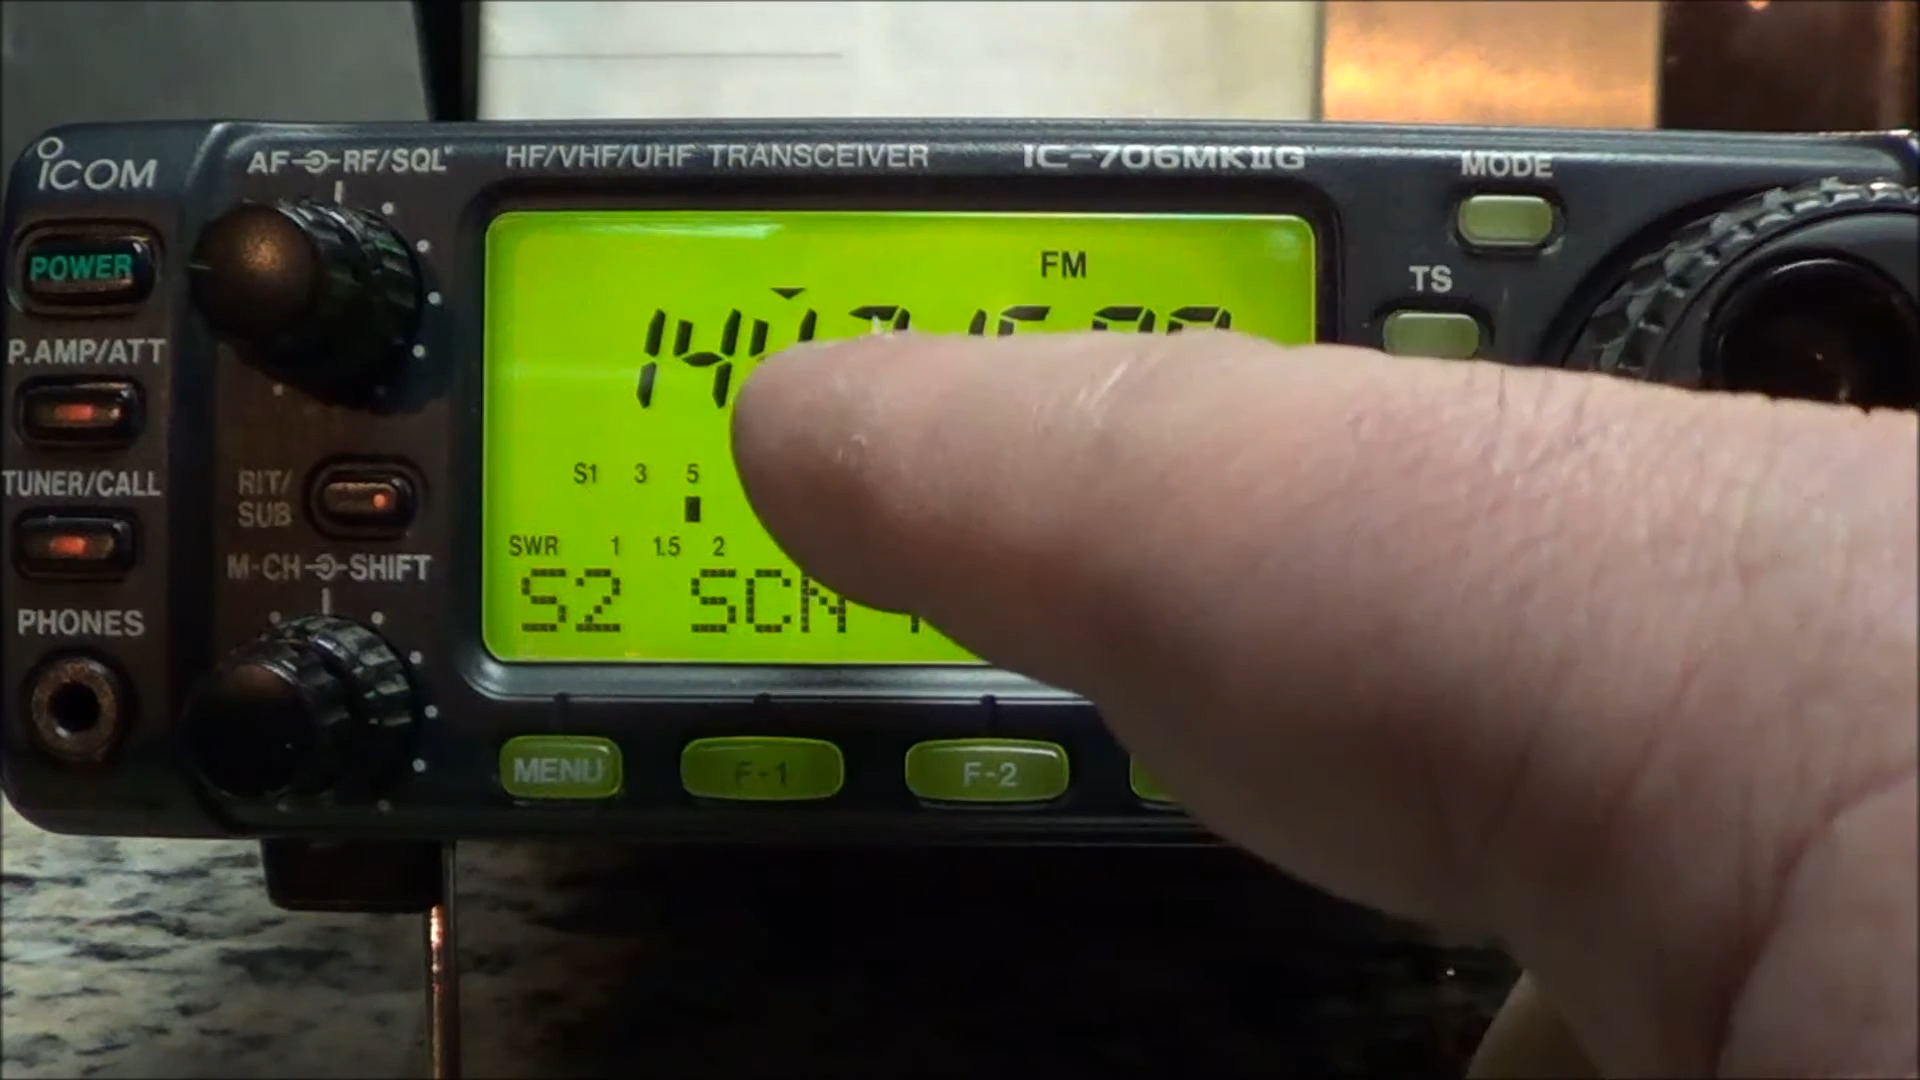 ICOM
AF RF/SQL
HF/VHF/UHF TRANSCEIVER
IC-706MKIIG
MODE
POWER
FM
TS
14
P.AMP/ATT
S1 3 5
TUNER/CALL
RIT/
SUB
SWR 1 1.5 2
M-CH SHIFT
S2 SCN
PHONES
MENU F-1 F-2